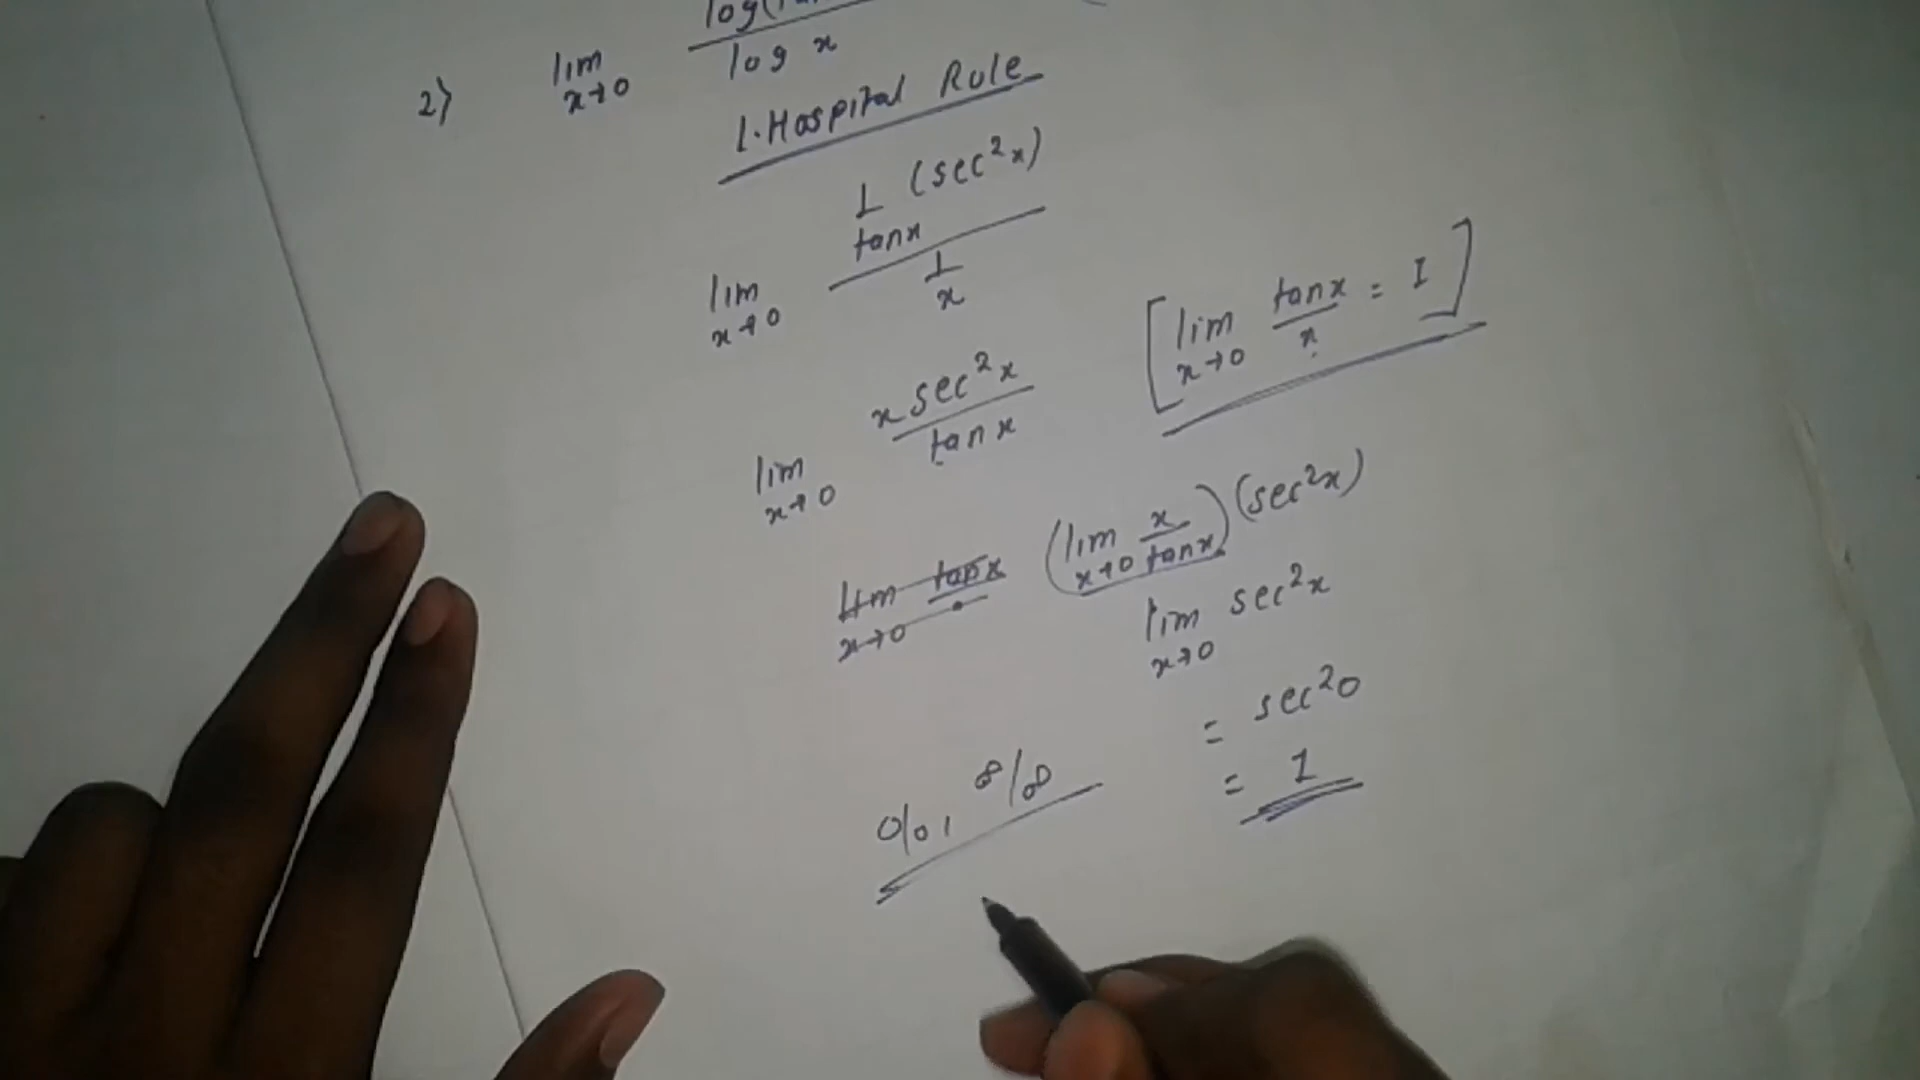 2) lim x→0 log( / log x
L.Hospital Rule
lim x→0 1/tanx (sec²x) / 1/x
[lim x→0 tanx/x = 1]
lim x→0 x sec²x / tanx
lim x→0 tanx (lim x→0 x/tanx) (sec²x)
lim x→0 sec²x
= sec²0
= 1
0/0, ∞/∞